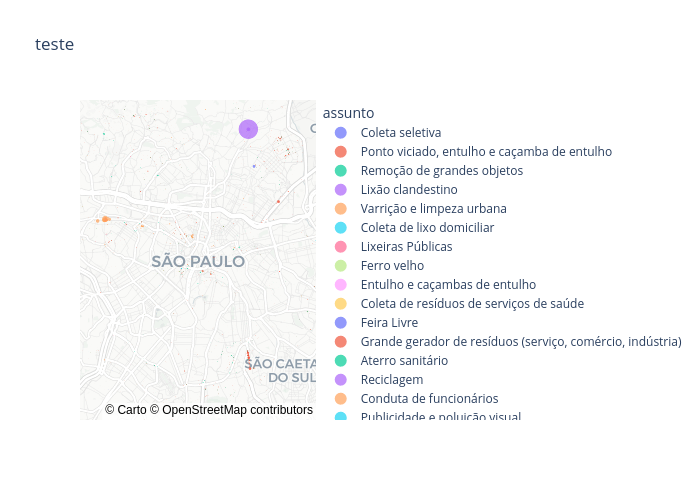 teste
assunto
Coleta seletiva
Ponto viciado, entulho e caçamba de entulho
Remoção de grandes objetos
Lixão clandestino
Varrição e limpeza urbana
Coleta de lixo domiciliar
Lixeiras Públicas
Ferro velho
Entulho e caçambas de entulho
Coleta de resíduos de serviços de saúde
Feira Livre
Grande gerador de resíduos (serviço, comércio, indústria)
Aterro sanitário
Reciclagem
Conduta de funcionários
Publicidade e poluição visual
SÃO PAULO
SÃO CAETA
DO SUL
© Carto © OpenStreetMap contributors